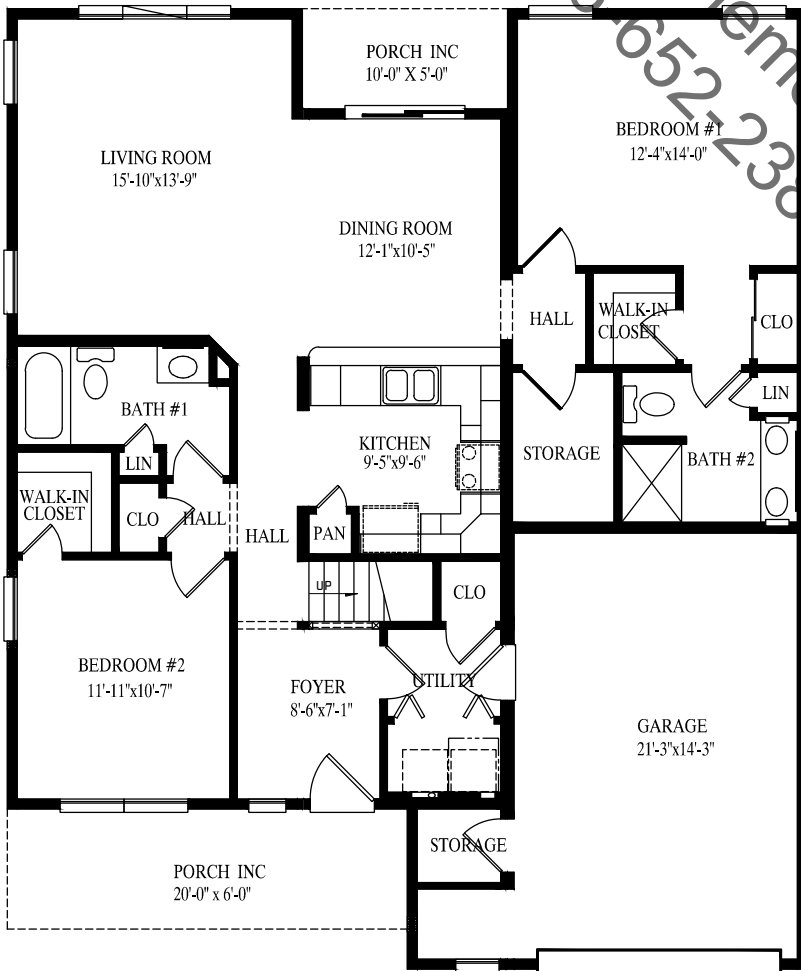 PORCH INC
10'-0" X 5'-0"
BEDROOM #1
12'-4"x14'-0"
LIVING ROOM
15'-10"x13'-9"
DINING ROOM
12'-1"x10'-5"
HALL
WALK-IN
CLOSET
CLO
LIN
BATH #1
KITCHEN
9'-5"x9'-6"
STORAGE
BATH #2
LIN
WALK-IN
CLOSET
CLO
HALL
HALL
PAN
UP
CLO
BEDROOM #2
11'-11"x10'-7"
FOYER
8'-6"x7'-1"
UTILITY
GARAGE
21'-3"x14'-3"
STORAGE
PORCH INC
20'-0" x 6'-0"